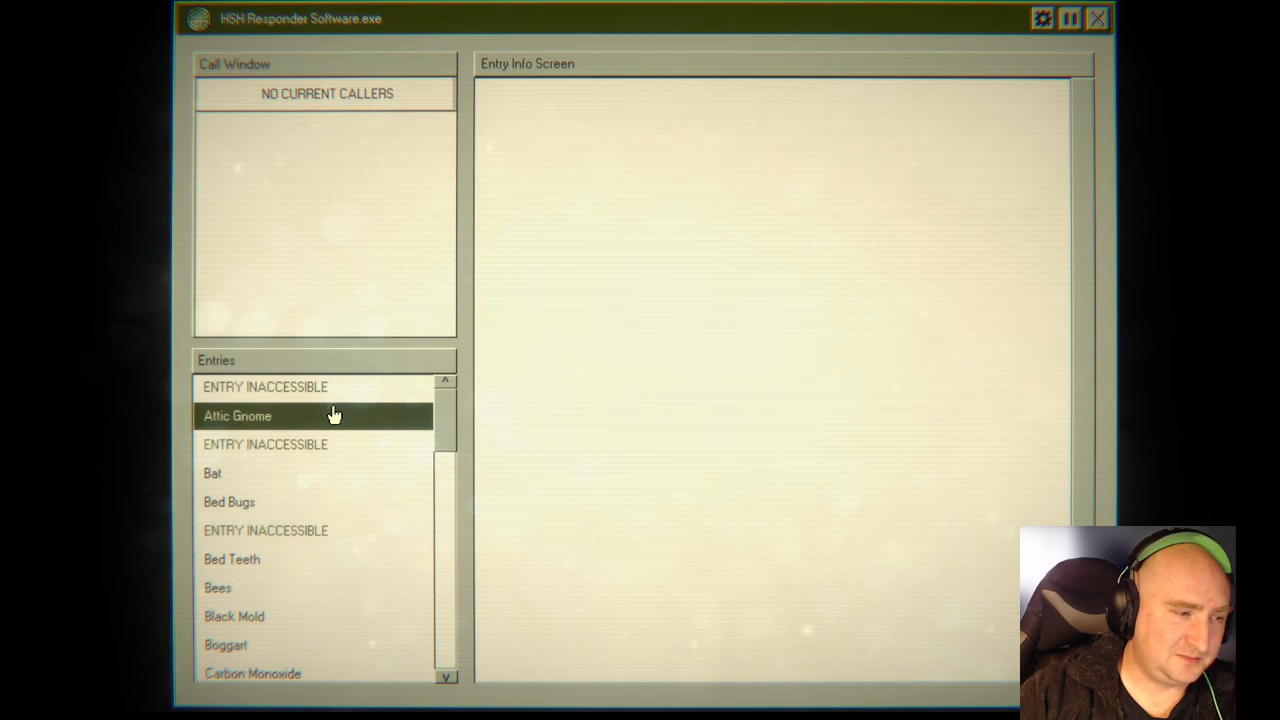 HSH Responder Software.exe
Call Window
NO CURRENT CALLERS
Entry Info Screen
Entries
ENTRY INACCESSIBLE
Attic Gnome
ENTRY INACCESSIBLE
Bat
Bed Bugs
ENTRY INACCESSIBLE
Bed Teeth
Bees
Black Mold
Boggart
Carbon Monoxide